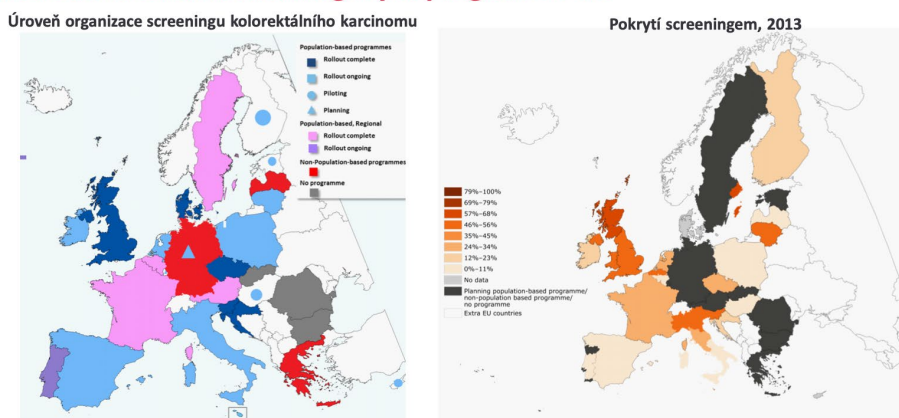 Úroveň organizace screeningu kolorektálního karcinomu
Population-based programmes
Rollout complete
Rollout ongoing
Piloting
Planning
Population-based, Regional
Rollout complete
Rollout ongoing
Non-Population-based programmes
No programme
Pokrytí screeningem, 2013
79%–100%
69%–79%
57%–68%
46%–56%
35%–45%
24%–34%
12%–23%
0%–11%
No data
Planning population-based programme/
non-population based programme/
no programme
Extra EU countries